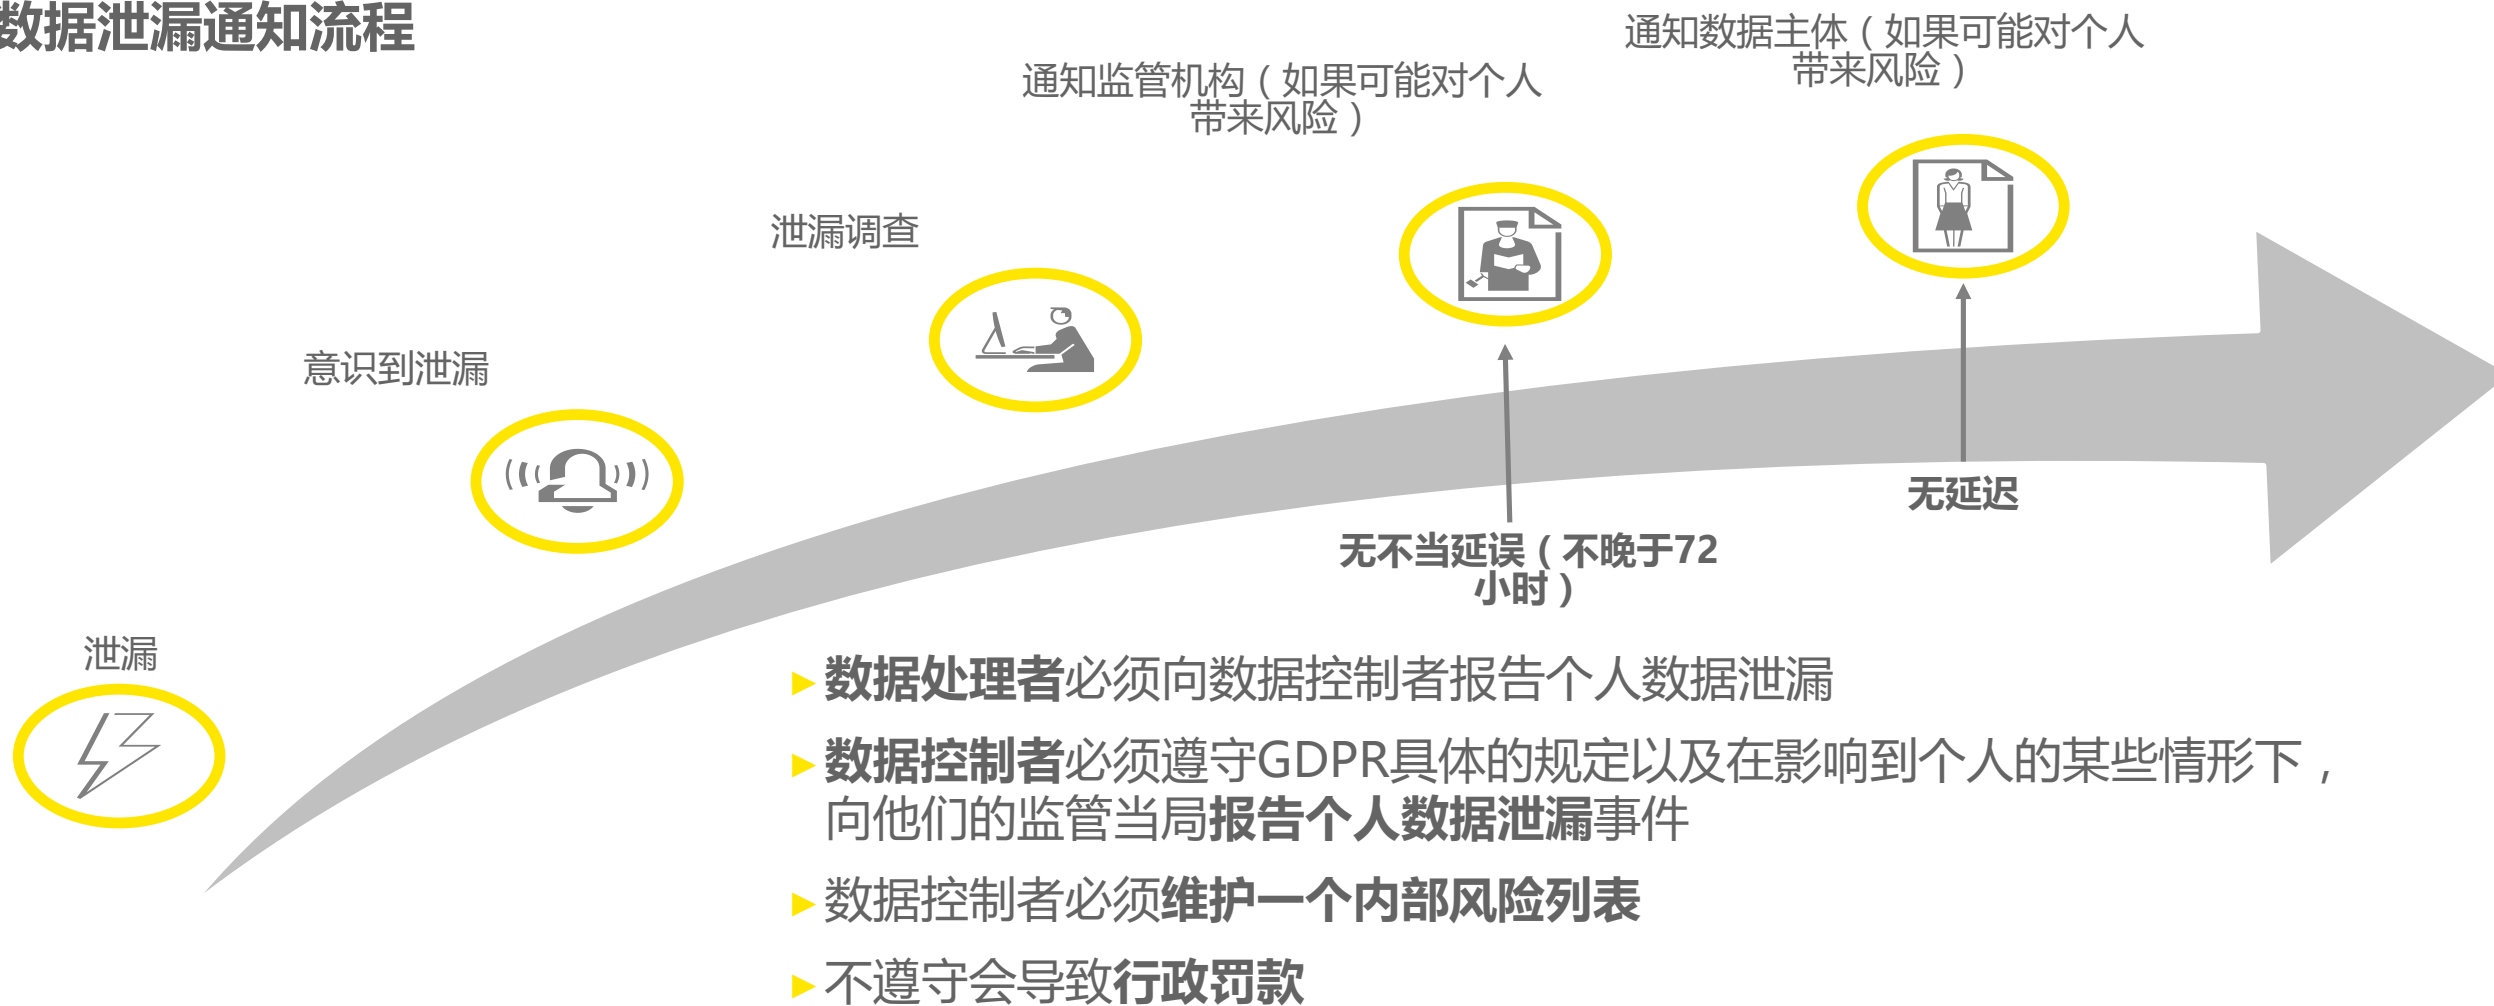 数据泄漏通知流程
通知数据主体（如果可能对个人
带来风险）
通知监管机构（如果可能对个人
带来风险）
泄漏调查
意识到泄漏
泄漏
无延迟
无不当延误（不晚于72
小时）
▶ 数据处理者必须向数据控制者报告个人数据泄漏
▶ 数据控制者必须遵守GDPR具体的规定以及在影响到个人的某些情形下，
向他们的监管当局报告个人数据泄漏事件
▶ 数据控制者必须维护一个内部风险列表
▶ 不遵守会导致行政罚款